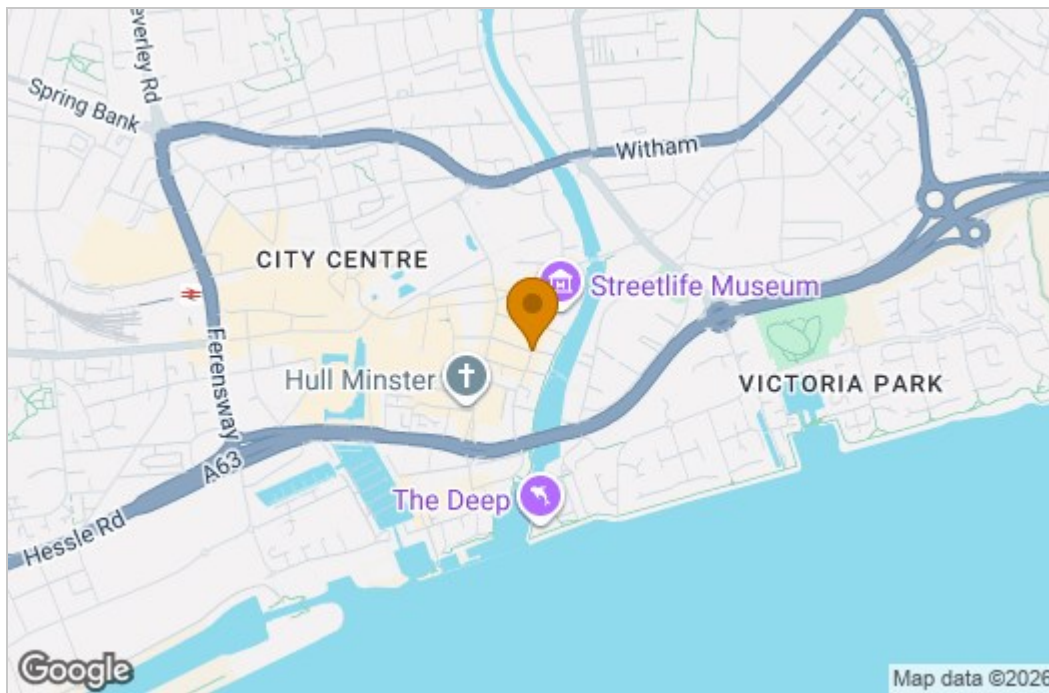 everley Rd
Spring Bank
Witham
CITY CENTRE
Streetlife Museum
Ferensway
Hull Minster
VICTORIA PARK
A63
The Deep
Hessle Rd
Google
Map data ©2026